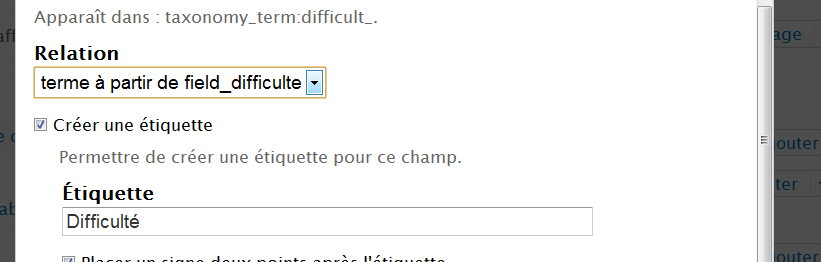 Apparaît dans : taxonomy_term:difficult_.
Relation
terme à partir de field_difficulte
Créer une étiquette
Permettre de créer une étiquette pour ce champ.
Étiquette
Difficulté
Placer un signe deux points après l'étiquette